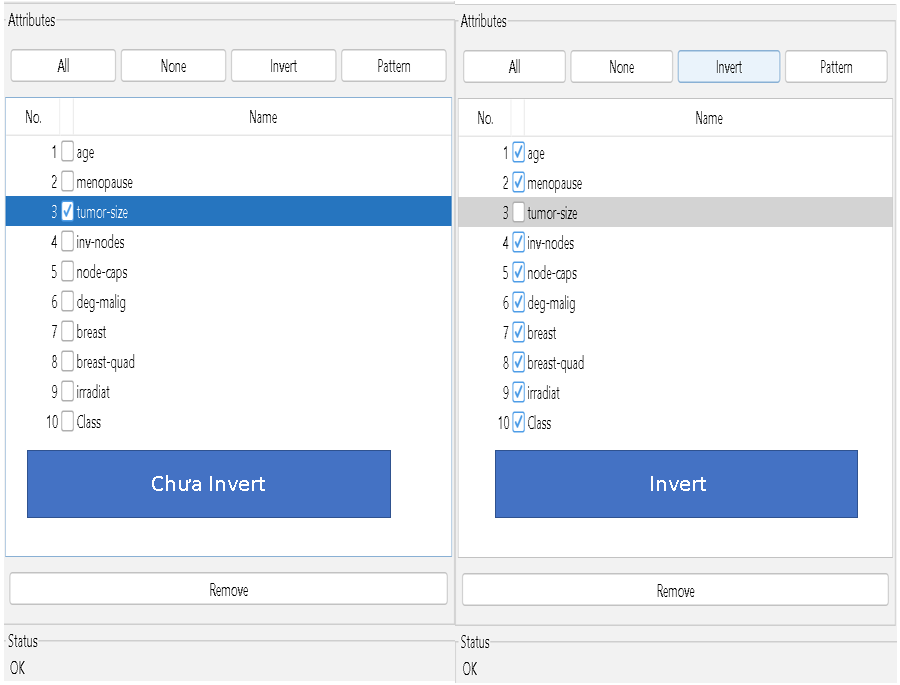 Attributes
All None Invert Pattern
No. Name
1 age
2 menopause
3 tumor-size
4 inv-nodes
5 node-caps
6 deg-malig
7 breast
8 breast-quad
9 irradiat
10 Class
Chưa Invert
Remove
Status
OK
Attributes
All None Invert Pattern
No. Name
1 age
2 menopause
3 tumor-size
4 inv-nodes
5 node-caps
6 deg-malig
7 breast
8 breast-quad
9 irradiat
10 Class
Invert
Remove
Status
OK